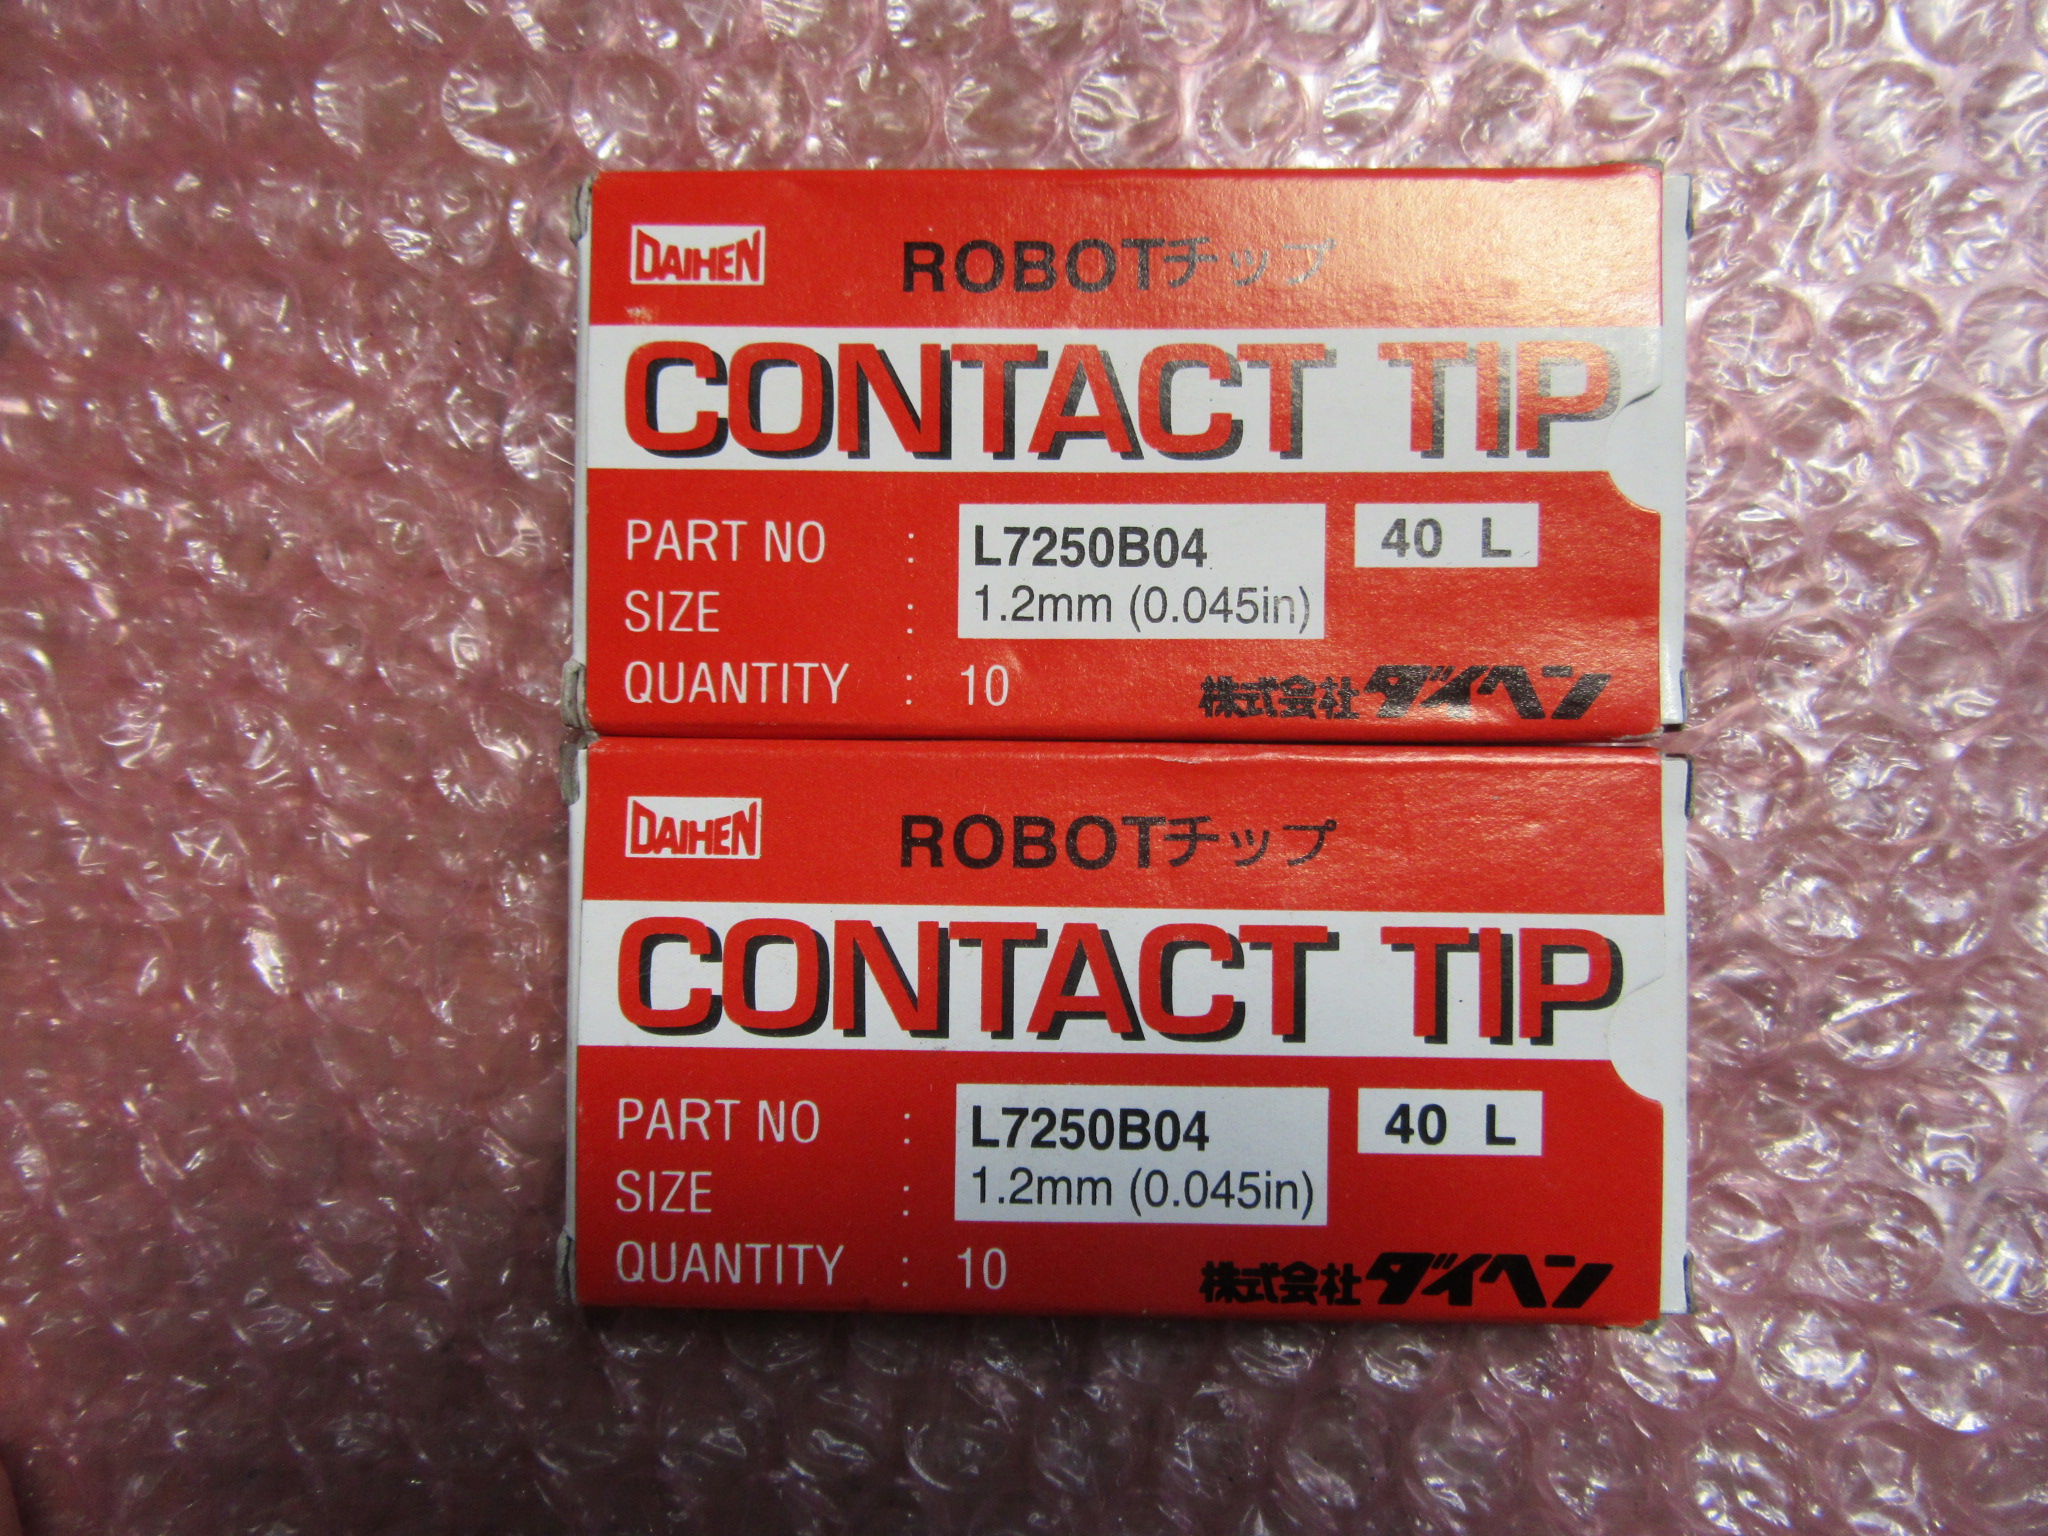 DAIHEN ROBOTチップ
CONTACT TIP
PART NO : L7250B04 40 L
SIZE : 1.2mm (0.045in)
QUANTITY : 10 株式会社ダイヘン
DAIHEN ROBOTチップ
CONTACT TIP
PART NO : L7250B04 40 L
SIZE : 1.2mm (0.045in)
QUANTITY : 10 株式会社ダイヘン